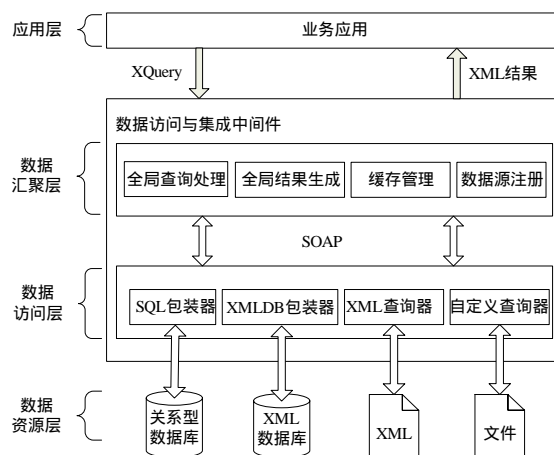 应用层
业务应用
XQuery
XML结果
数据访问与集成中间件
数据
汇聚层
全局查询处理
全局结果生成
缓存管理
数据源注册
SOAP
数据
访问层
SQL包装器
XMLDB包装器
XML查询器
自定义查询器
数据
资源层
关系型
数据库
XML
数据库
XML
文件